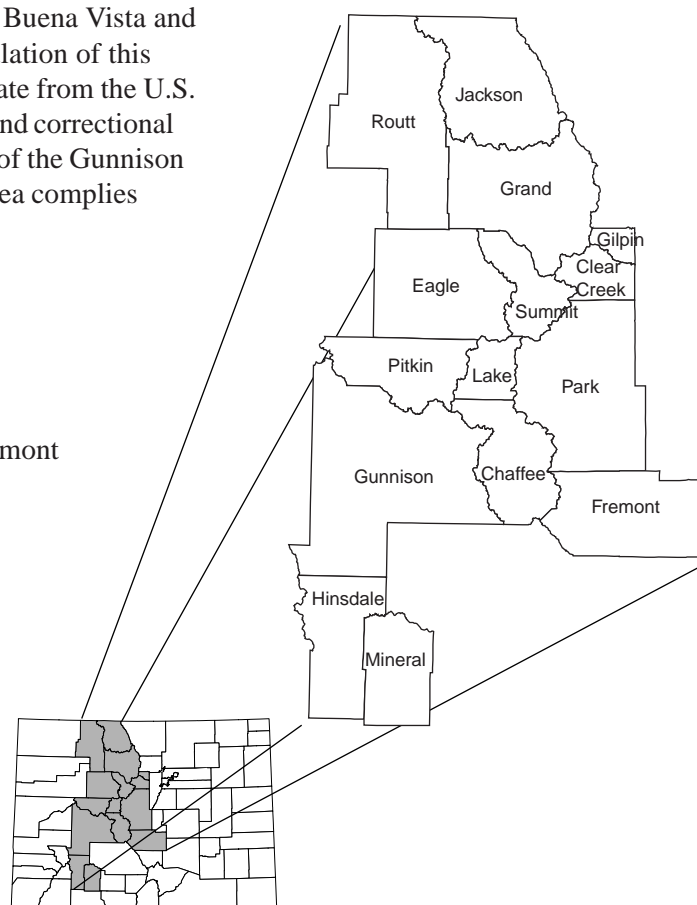 Buena Vista and
lation of this
ate from the U.S.
nd correctional
of the Gunnison
ea complies
mont
Jackson
Routt
Grand
Gilpin
Clear
Creek
Eagle
Summit
Pitkin
Lake
Park
Gunnison
Chaffee
Fremont
Hinsdale
Mineral